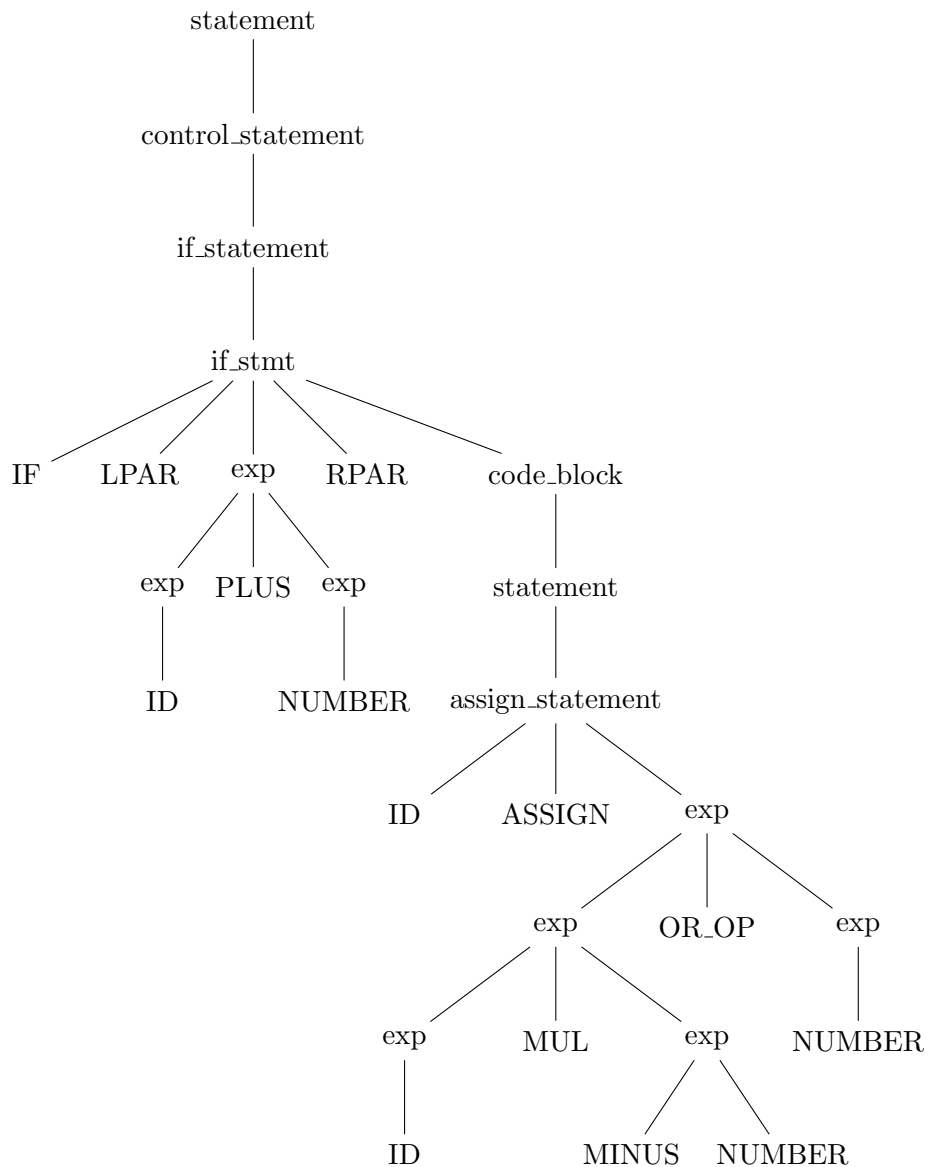 statement
control_statement
if_statement
if_stmt
IF LPAR exp RPAR code_block
exp PLUS exp statement
ID NUMBER assign_statement
ID ASSIGN exp
exp OR_OP exp
exp MUL exp NUMBER
ID MINUS NUMBER